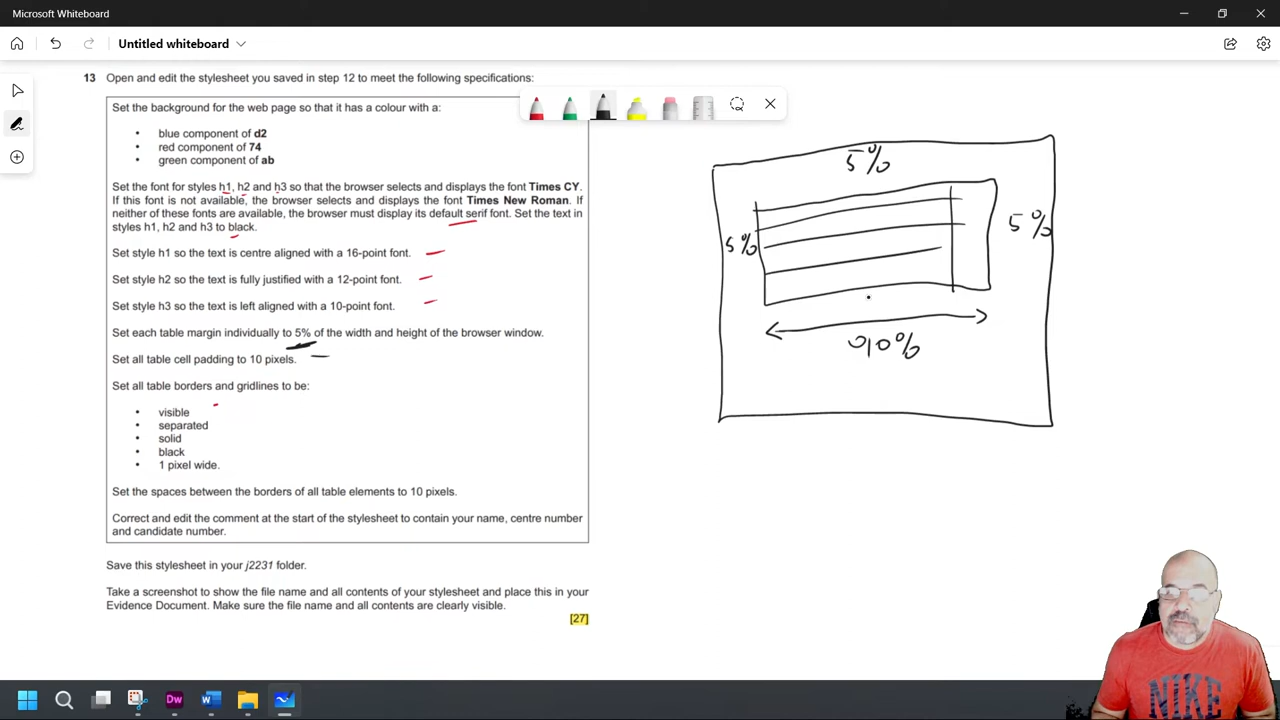 Microsoft Whiteboard
Untitled whiteboard
13 Open and edit the stylesheet you saved in step 12 to meet the following specifications:
Set the background for the web page so that it has a colour with a:
• blue component of d2
• red component of 74
• green component of ab
Set the font for styles h1, h2 and h3 so that the browser selects and displays the font Times CY.
If this font is not available, the browser selects and displays the font Times New Roman. If
neither of these fonts are available, the browser must display its default serif font. Set the text in
styles h1, h2 and h3 to black.
Set style h1 so the text is centre aligned with a 16-point font.
Set style h2 so the text is fully justified with a 12-point font.
Set style h3 so the text is left aligned with a 10-point font.
Set each table margin individually to 5% of the width and height of the browser window.
Set all table cell padding to 10 pixels.
Set all table borders and gridlines to be:
• visible
• separated
• solid
• black
• 1 pixel wide.
Set the spaces between the borders of all table elements to 10 pixels.
Correct and edit the comment at the start of the stylesheet to contain your name, centre number
and candidate number.
Save this stylesheet in your j2231 folder.
Take a screenshot to show the file name and all contents of your stylesheet and place this in your
Evidence Document. Make sure the file name and all contents are clearly visible.
[27]
5%
5%
5%
Dw
NIKE